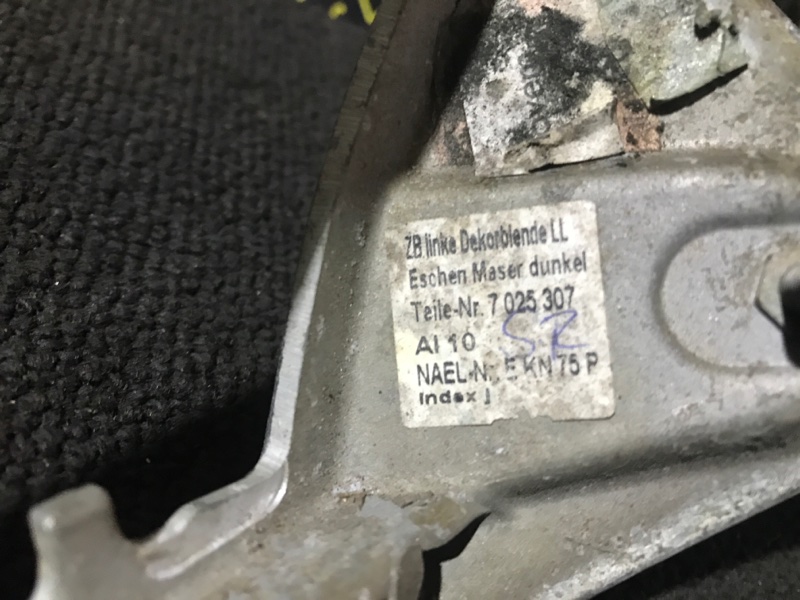 ZB linke Dekorblende LL
Eschen Maser dunkel
Teile-Nr. 7 025 307
AI 10 SR
NAEL-Nr. E KN 75 P
Index J